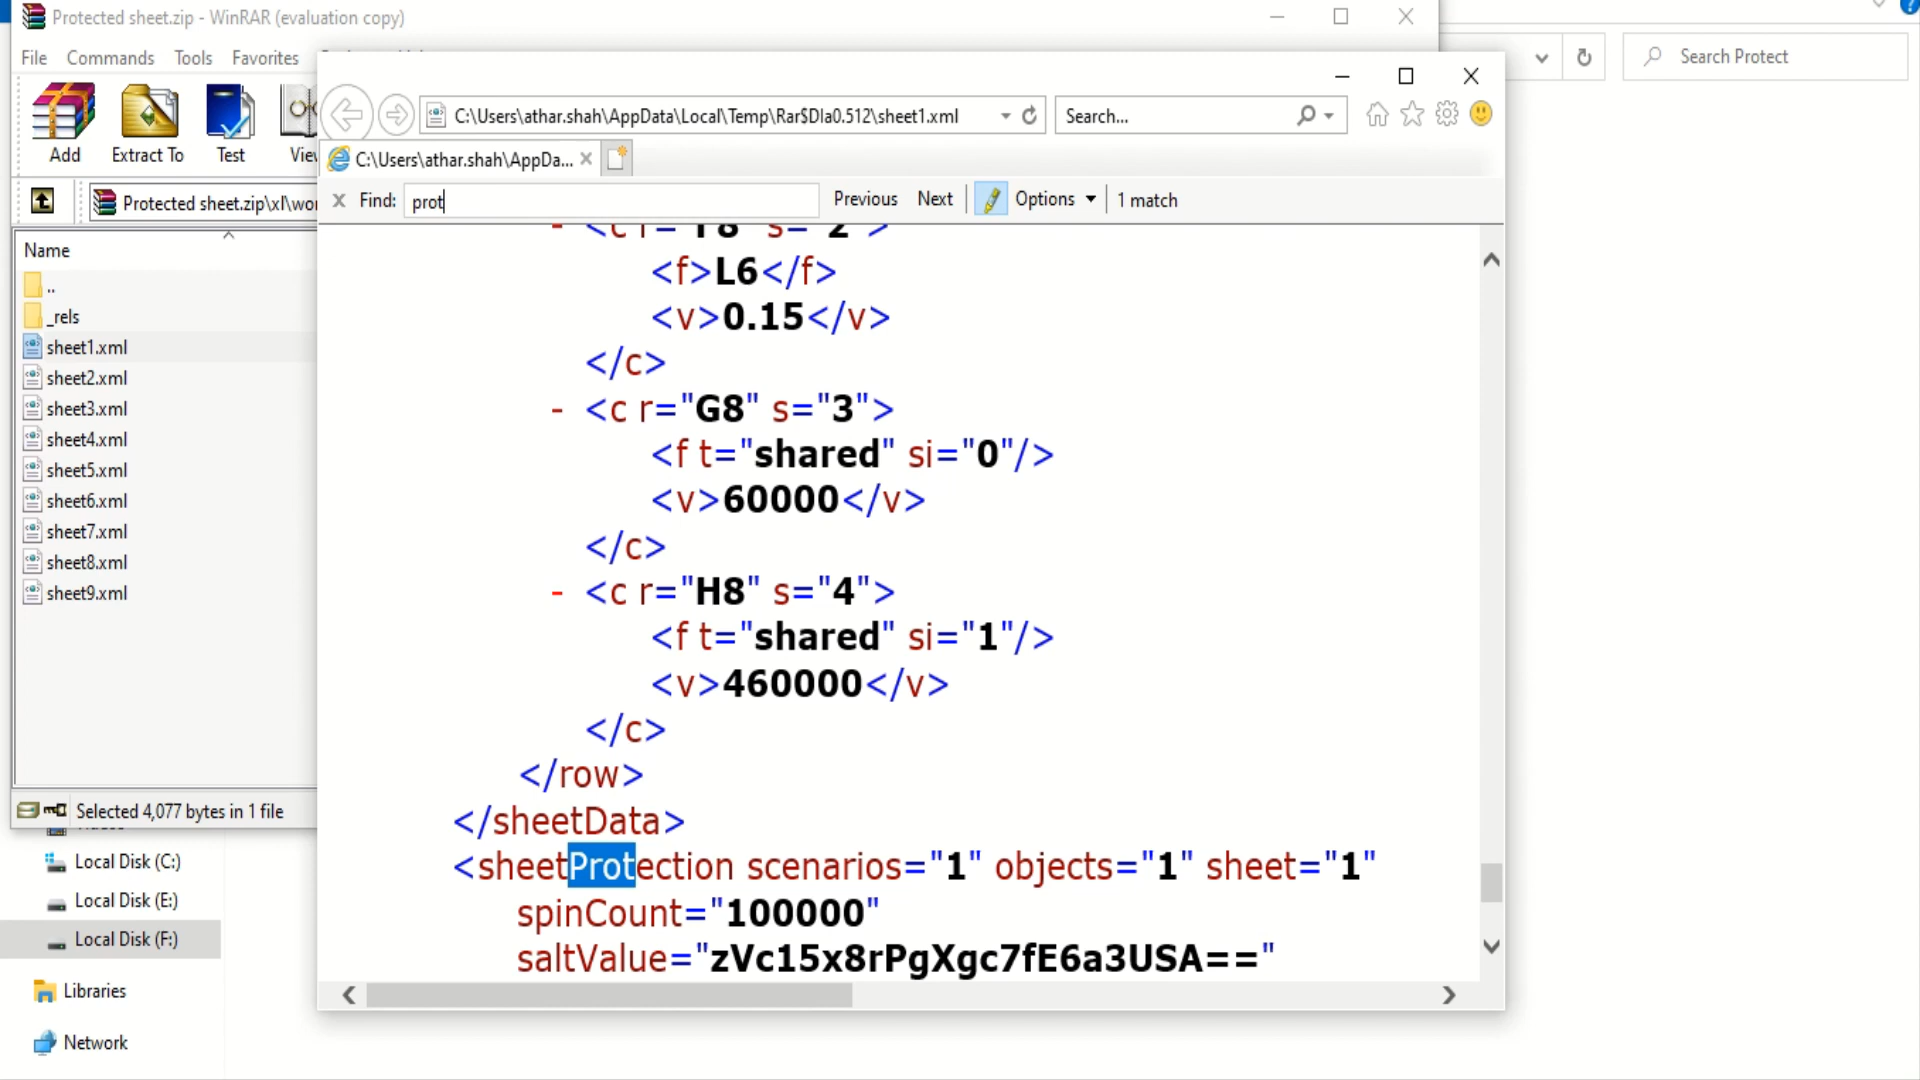 Protected sheet.zip - WinRAR (evaluation copy)
File Commands Tools Favorites
Add
Extract To
Test
View
Protected sheet.zip\xl\wor
Name
..
_rels
sheet1.xml
sheet2.xml
sheet3.xml
sheet4.xml
sheet5.xml
sheet6.xml
sheet7.xml
sheet8.xml
sheet9.xml
Selected 4,077 bytes in 1 file
Local Disk (C:)
Local Disk (E:)
Local Disk (F:)
Libraries
Network
Search Protect
C:\Users\athar.shah\AppData\Local\Temp\Rar$DIa0.512\sheet1.xml
Search...
C:\Users\athar.shah\AppDa...
Find: prot
Previous Next Options 1 match
- <c r="F8" s="2">
<f>L6</f>
<v>0.15</v>
</c>
- <c r="G8" s="3">
<f t="shared" si="0"/>
<v>60000</v>
</c>
- <c r="H8" s="4">
<f t="shared" si="1"/>
<v>460000</v>
</c>
</row>
</sheetData>
<sheetProtection scenarios="1" objects="1" sheet="1"
spinCount="100000"
saltValue="zVc15x8rPgXgc7fE6a3USA=="